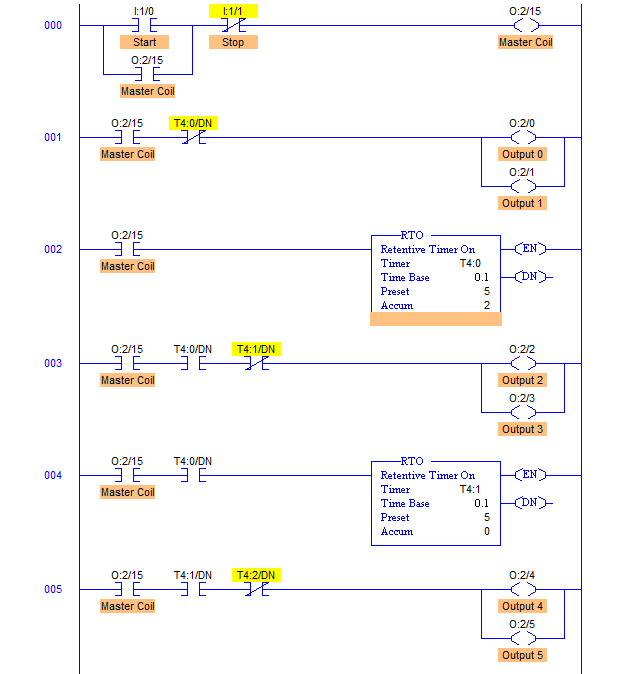 I:1/0 I:1/1 O:2/15
000
Start Stop Master Coil
O:2/15
Master Coil
O:2/15 T4:0/DN O:2/0
001
Master Coil Output 0
O:2/1
Output 1
O:2/15 RTO
002 Retentive Timer On EN
Master Coil Timer T4:0
Time Base 0.1 DN
Preset 5
Accum 2
O:2/15 T4:0/DN T4:1/DN O:2/2
003
Master Coil Output 2
O:2/3
Output 3
O:2/15 T4:0/DN RTO
004 Retentive Timer On EN
Master Coil Timer T4:1
Time Base 0.1 DN
Preset 5
Accum 0
O:2/15 T4:1/DN T4:2/DN O:2/4
005
Master Coil Output 4
O:2/5
Output 5